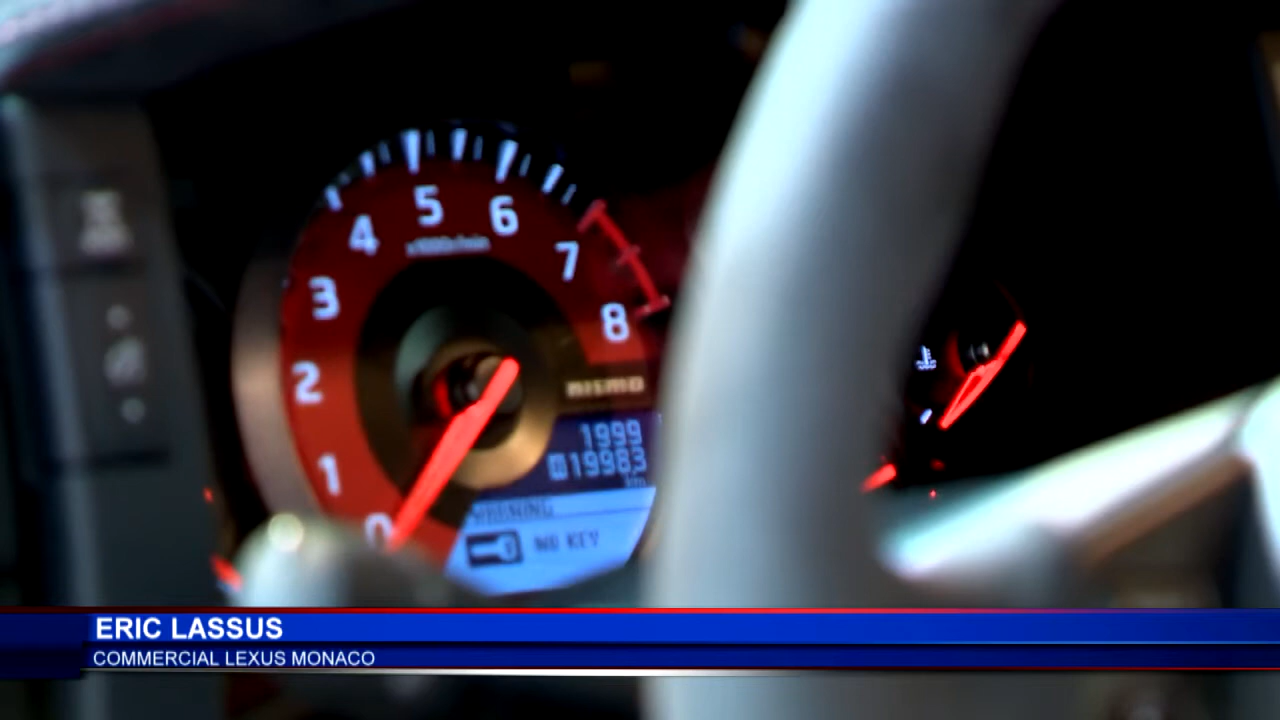 5
6
4
x1000r/min
7
3
8
2
nismo
1999
19983
km
1
WARNING
0
NO KEY
ERIC LASSUS
COMMERCIAL LEXUS MONACO